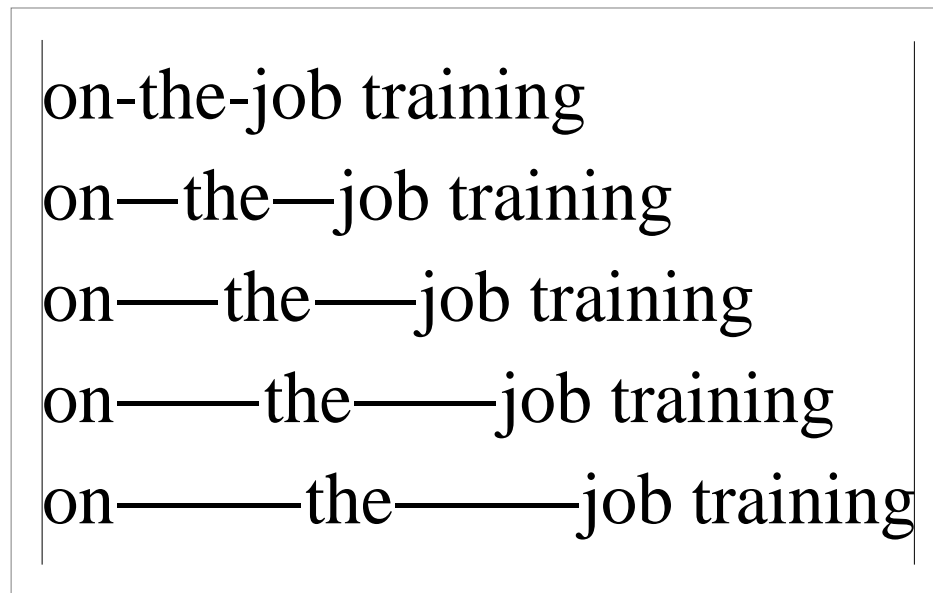 on-the-job training
on—the—job training
on——the——job training
on———the———job training
on————the————job training